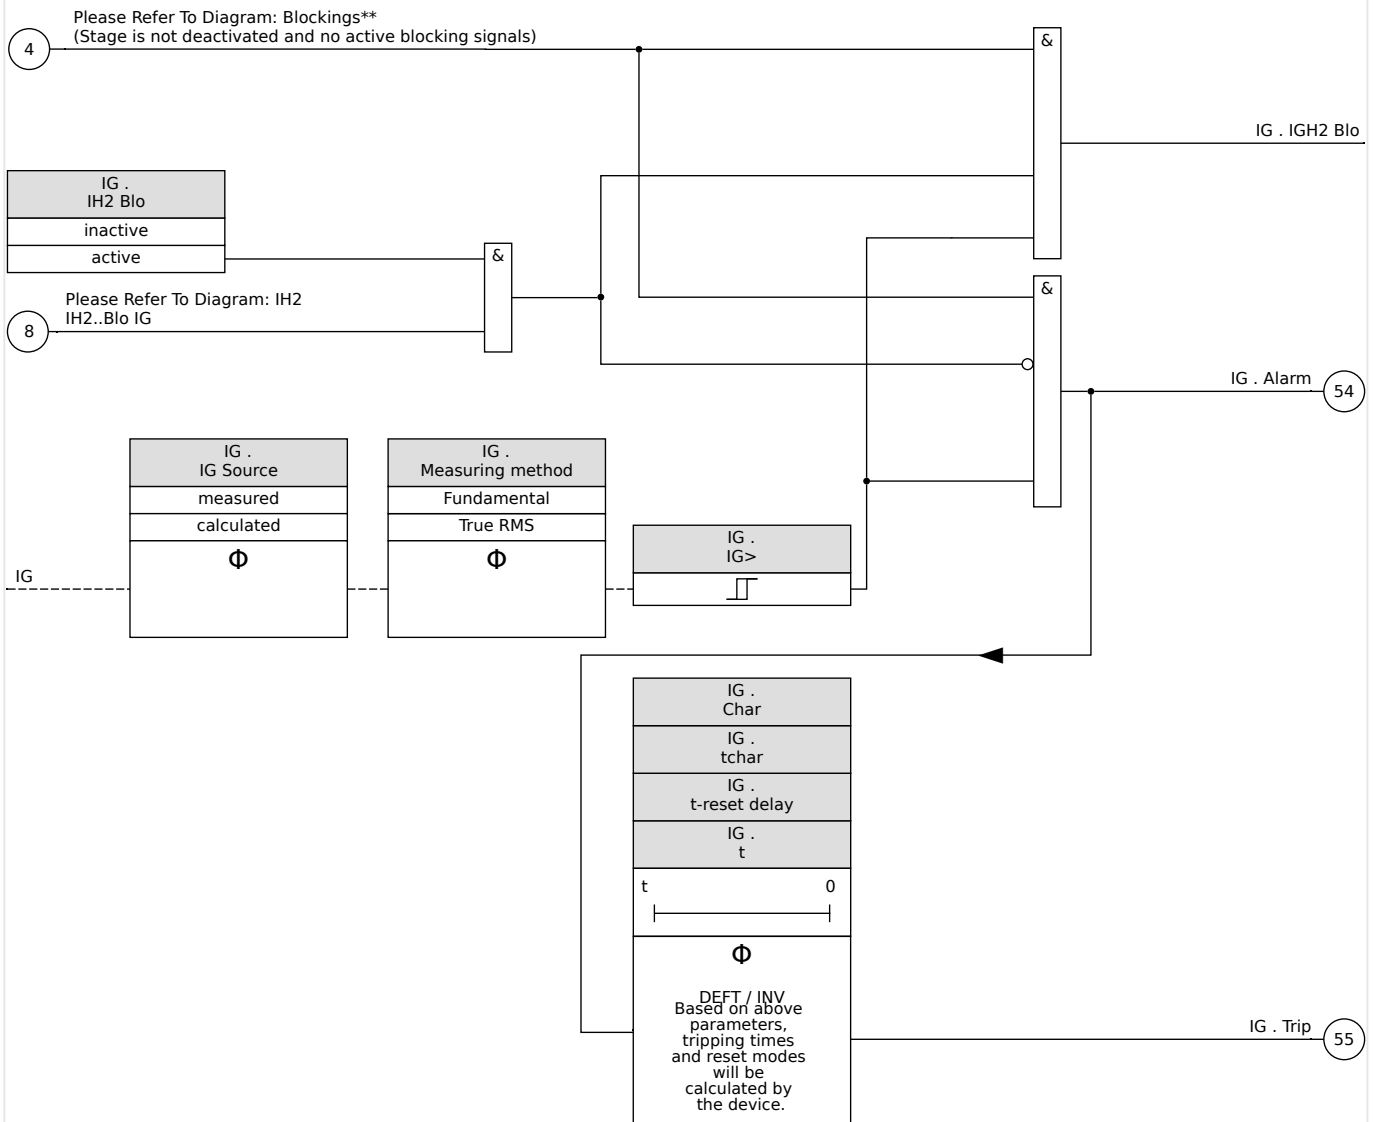 Please Refer To Diagram: Blockings**
(Stage is not deactivated and no active blocking signals)
4
&
IG . IGH2 Blo
IG .
IH2 Blo
inactive
active
&
&
Please Refer To Diagram: IH2
IH2..Blo IG
8
IG . Alarm
54
IG .
IG Source
measured
calculated
Φ
IG .
Measuring method
Fundamental
True RMS
Φ
IG .
IG>
IG
IG .
Char
IG .
tchar
IG .
t-reset delay
IG .
t
t 0
Φ
DEFT / INV
Based on above
parameters,
tripping times
and reset modes
will be
calculated by
the device.
IG . Trip
55